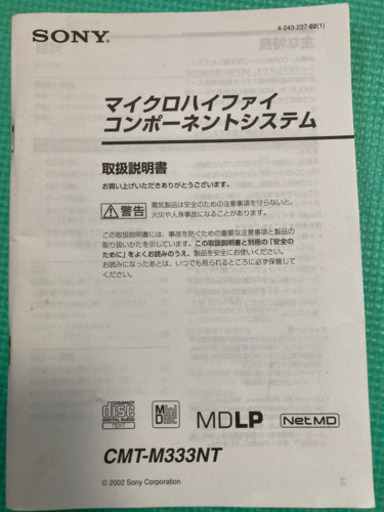 SONY®
4-243-237-02(1)
マイクロハイファイ
コンポーネントシステム
取扱説明書
お買い上げいただきありがとうございます。
警告
電気製品は安全のための注意事項を守らないと、
火災や人身事故になることがあります。
この取扱説明書には、事故を防ぐための重要な注意事項と製品の
取り扱いかたを示しています。この取扱説明書と別冊の「安全の
ために」をよくお読みのうえ、製品を安全にお使いください。
お読みになったあとは、いつでも見られるところに必ず保管して
ください。
COMPACT
disc
DIGITAL AUDIO
TEXT
Mini
Disc
MDLP
NetMD
CMT-M333NT
© 2002 Sony Corporation